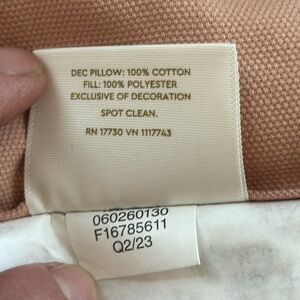 DEC PILLOW: 100% COTTON
FILL: 100% POLYESTER
EXCLUSIVE OF DECORATION
SPOT CLEAN.
RN 17730 VN 1117743
060260130
F16785611
Q2/23